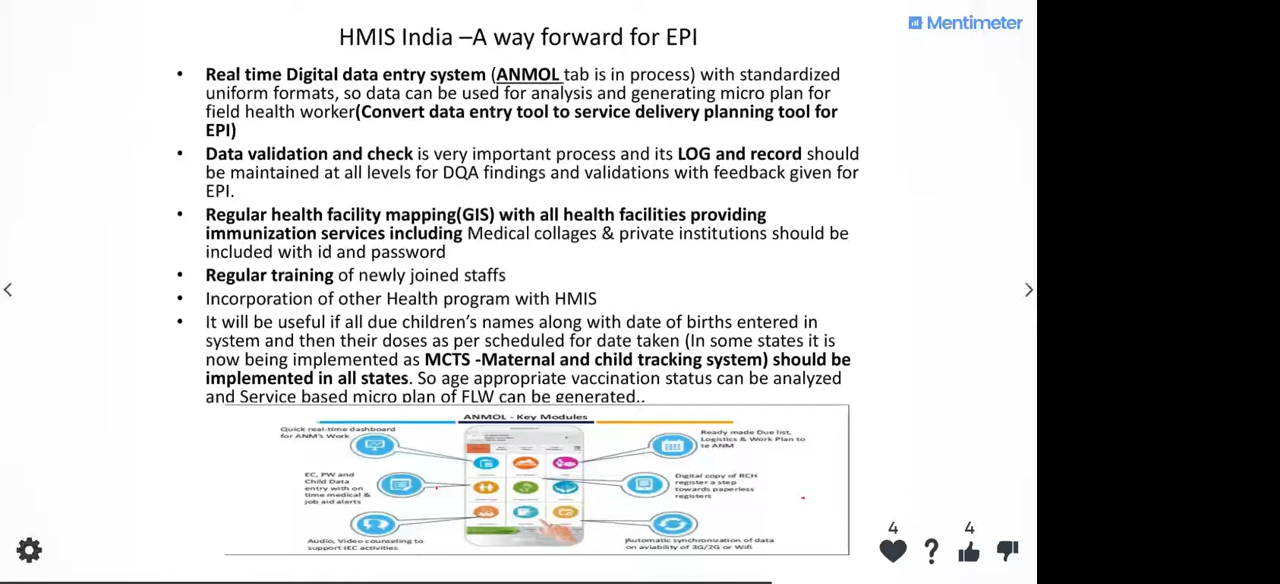 Mentimeter
HMIS India –A way forward for EPI
• Real time Digital data entry system (ANMOL tab is in process) with standardized
uniform formats, so data can be used for analysis and generating micro plan for
field health worker(Convert data entry tool to service delivery planning tool for
EPI)
• Data validation and check is very important process and its LOG and record should
be maintained at all levels for DQA findings and validations with feedback given for
EPI.
• Regular health facility mapping(GIS) with all health facilities providing
immunization services including Medical collages & private institutions should be
included with id and password
• Regular training of newly joined staffs
• Incorporation of other Health program with HMIS
• It will be useful if all due children’s names along with date of births entered in
system and then their doses as per scheduled for date taken (In some states it is
now being implemented as MCTS -Maternal and child tracking system) should be
implemented in all states. So age appropriate vaccination status can be analyzed
and Service based micro plan of FLW can be generated..
ANMOL - Key Modules
Quick real-time dashboard
for ANM's Work
EC, PW and
Child Data
entry with on
time medical &
job aid alerts
Audio, Video counseling to
support IEC activities
Ready made Due list,
Logistics & Work Plan to
te ANM
Digital copy of RCH
register a step
towards paperless
registers
Automatic synchronization of data
on aviability of 3G/2G or Wifi
4
4